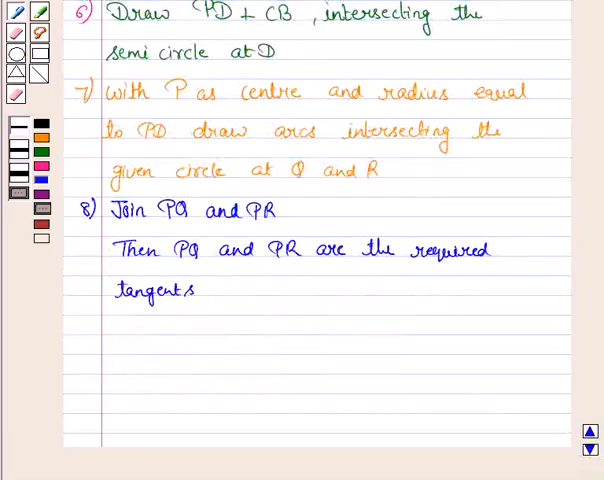 6) Draw PD ⊥ CB, intersecting the
semi circle at D
7) with P as centre and radius equal
to PD draw arcs intersecting the
given circle at Q and R
8) Join PQ and PR
Then PQ and PR are the required
tangents